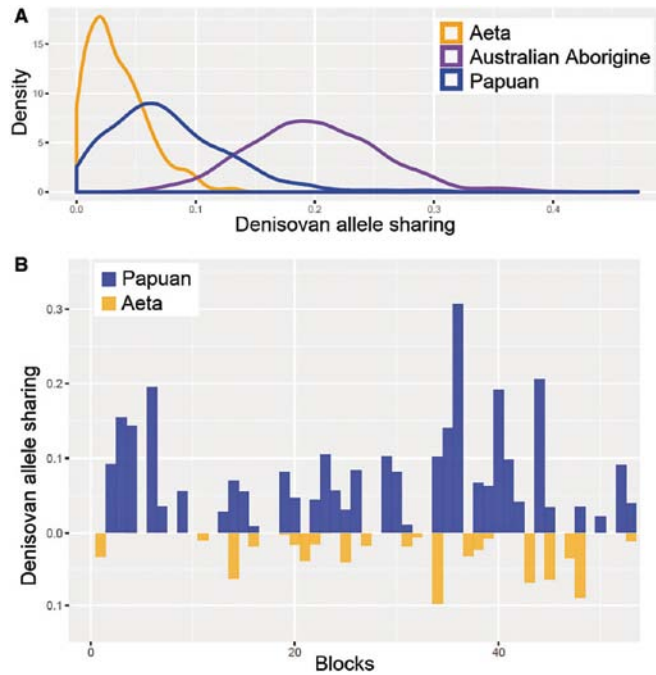 A
Density
15
10
5
0
Aeta
Australian Aborigine
Papuan
0.0 0.1 0.2 0.3 0.4
Denisovan allele sharing
B
Papuan
Aeta
Denisovan allele sharing
0.3
0.2
0.1
0.0
0.1
0 20 40
Blocks